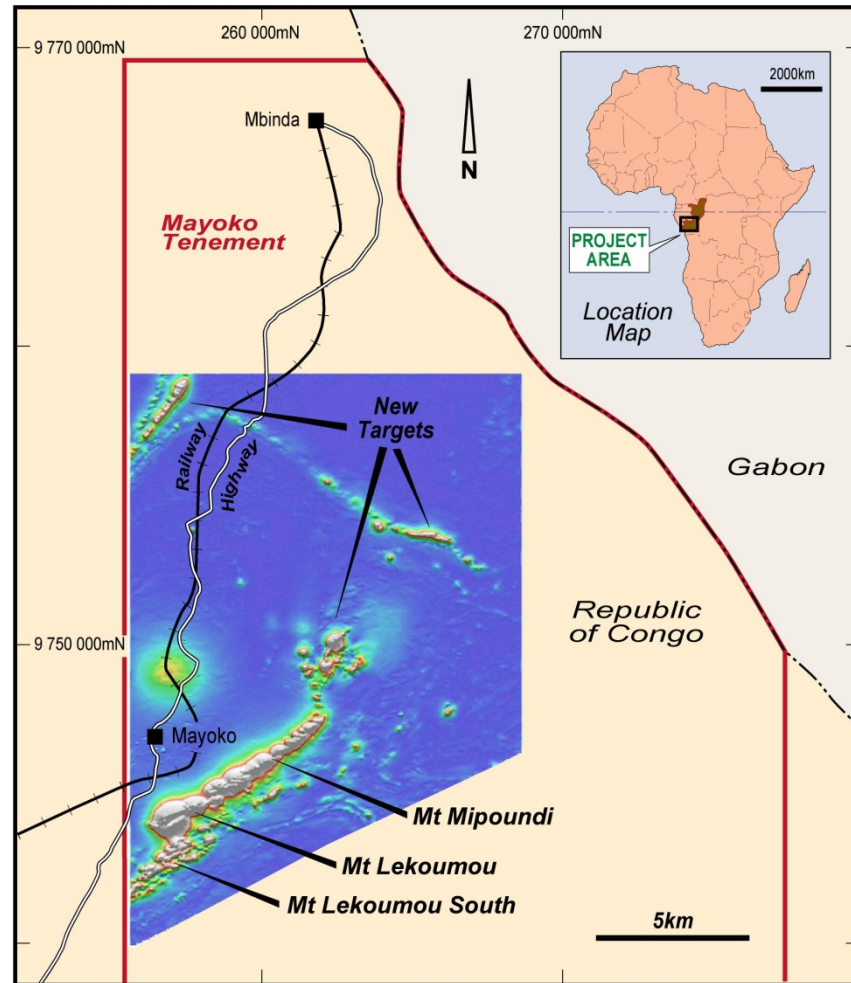 260 000mN
270 000mN
9 770 000mN
2000km
Mbinda
N
Mayoko
Tenement
PROJECT
AREA
Location
Map
New
Targets
Railway
Highway
Gabon
Republic
of Congo
9 750 000mN
Mayoko
Mt Mipoundi
Mt Lekoumou
Mt Lekoumou South
5km